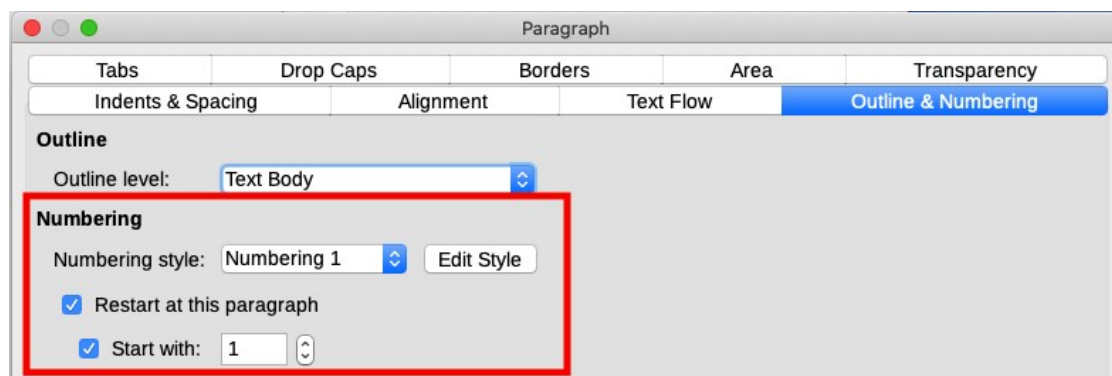 Paragraph
Tabs Drop Caps Borders Area Transparency
Indents & Spacing Alignment Text Flow Outline & Numbering
Outline
Outline level: Text Body
Numbering
Numbering style: Numbering 1 Edit Style
Restart at this paragraph
Start with: 1